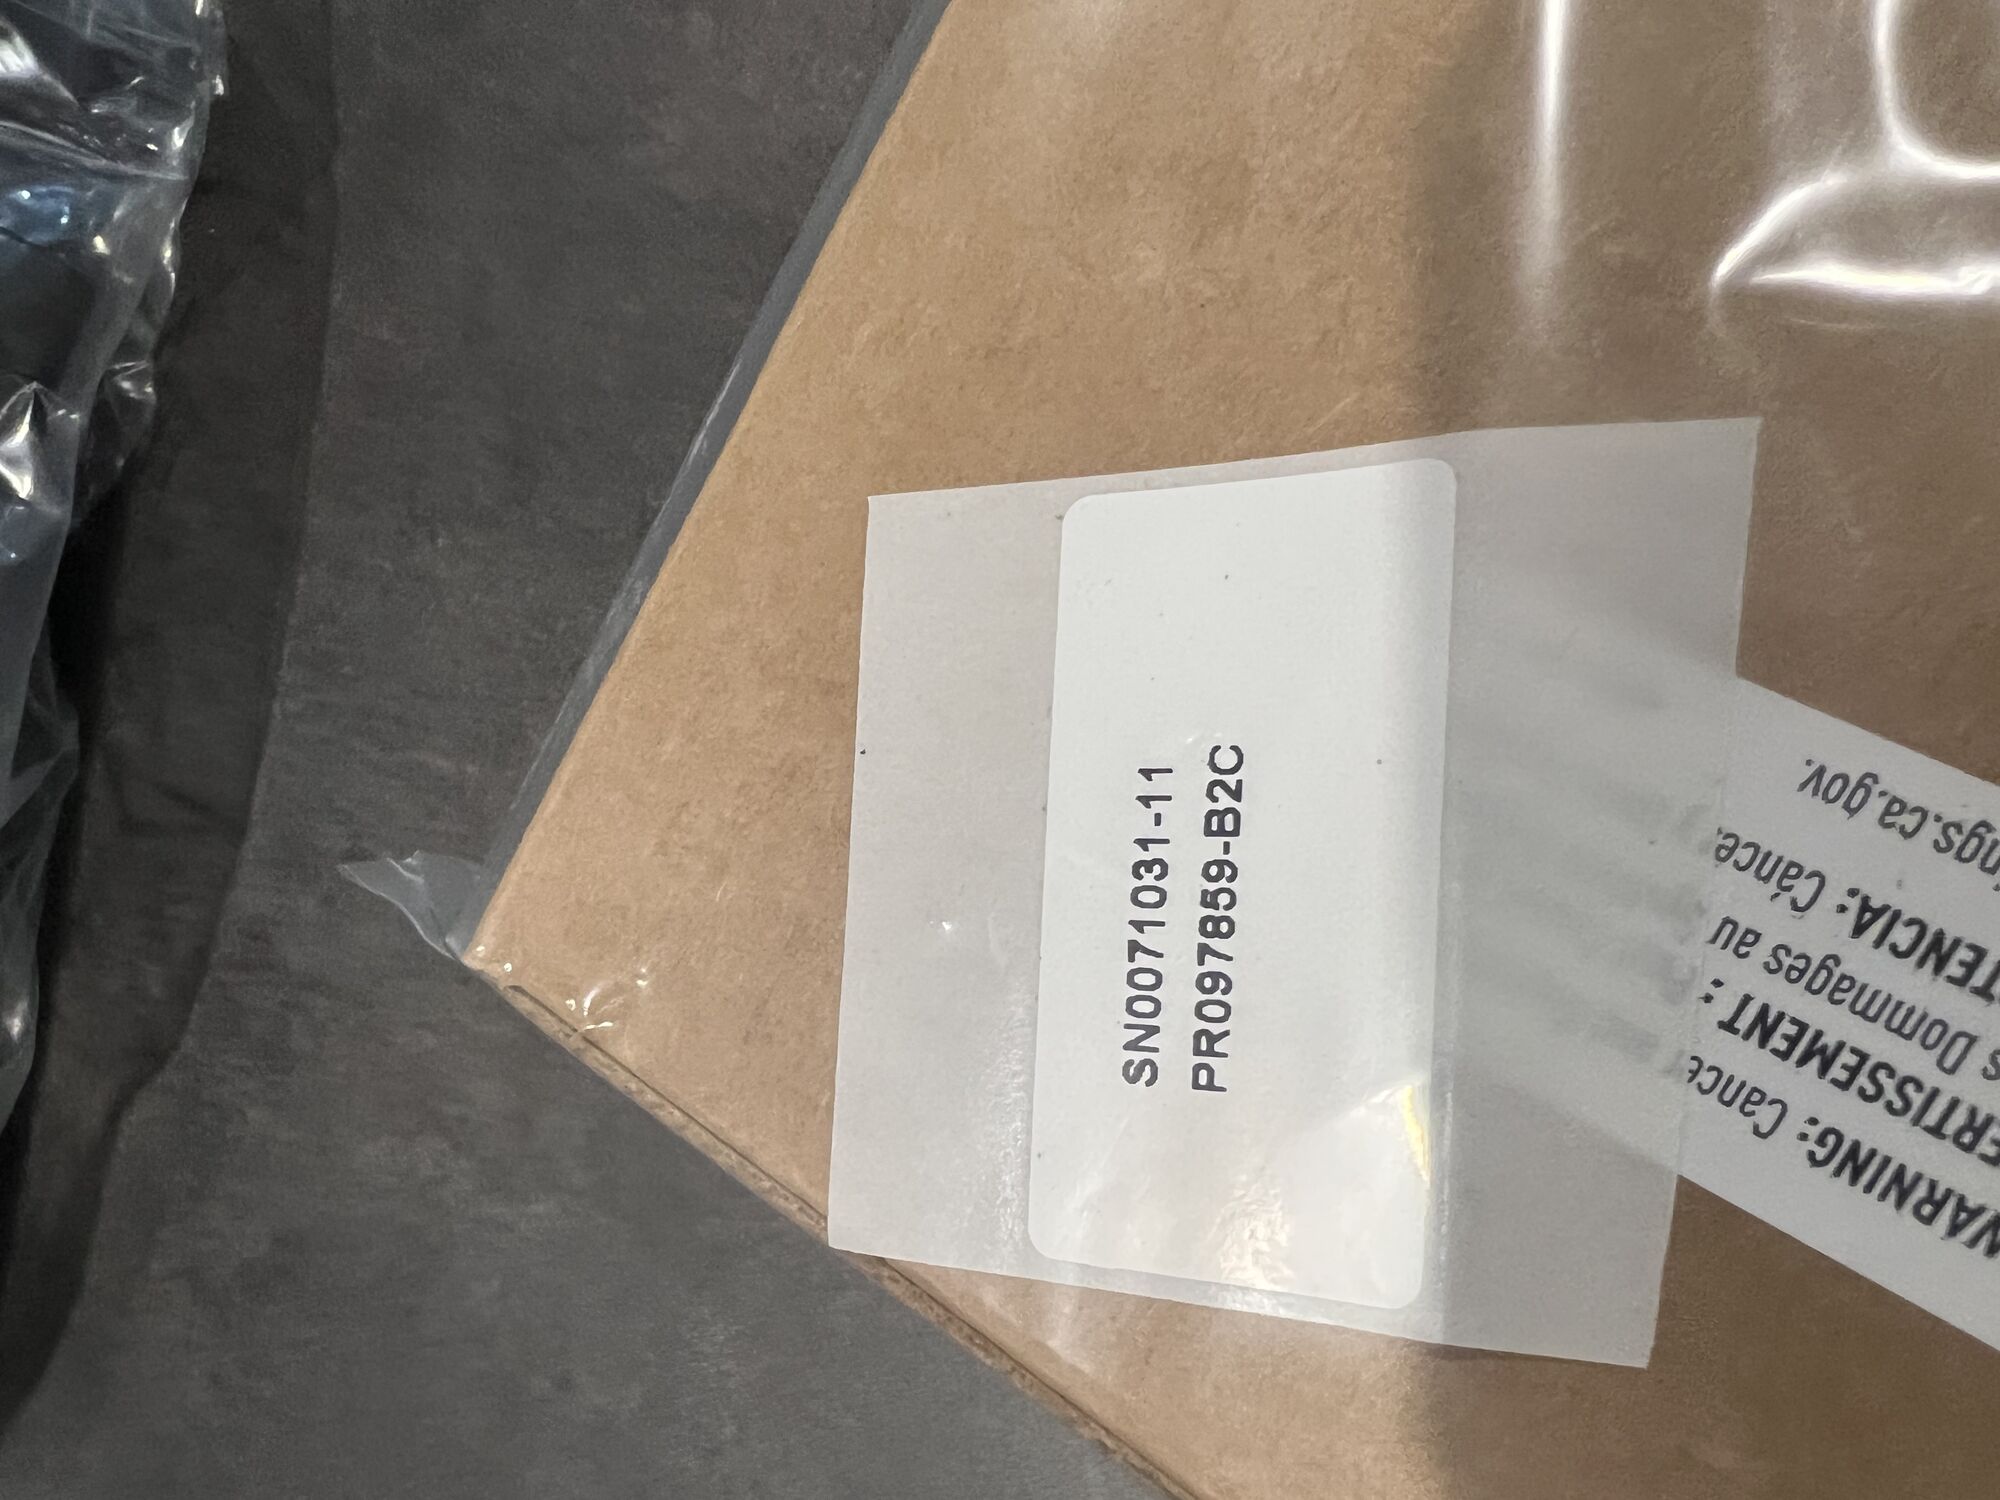 SN0071031-11
PR097859-B2C
WARNING: Cance
ERTISSEMENT :
s Dommages au
TENCIA: Cánce
ngs.ca.gov.